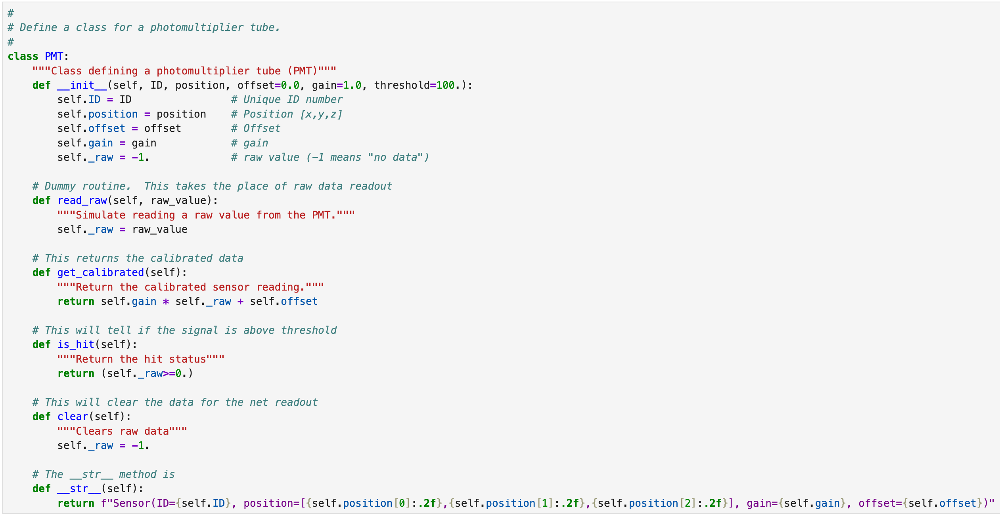 #
# Define a class for a photomultiplier tube.
#
class PMT:
    """Class defining a photomultiplier tube (PMT)"""
    def __init__(self, ID, position, offset=0.0, gain=1.0, threshold=100.):
        self.ID = ID                # Unique ID number
        self.position = position    # Position [x,y,z]
        self.offset = offset        # Offset
        self.gain = gain            # gain
        self._raw = -1.             # raw value (-1 means "no data")

    # Dummy routine.  This takes the place of raw data readout
    def read_raw(self, raw_value):
        """Simulate reading a raw value from the PMT."""
        self._raw = raw_value

    # This returns the calibrated data
    def get_calibrated(self):
        """Return the calibrated sensor reading."""
        return self.gain * self._raw + self.offset

    # This will tell if the signal is above threshold
    def is_hit(self):
        """Return the hit status"""
        return (self._raw>=0.)

    # This will clear the data for the net readout
    def clear(self):
        """Clears raw data"""
        self._raw = -1.

    # The __str__ method is
    def __str__(self):
        return f"Sensor(ID={self.ID}, position=[{self.position[0]:.2f},{self.position[1]:.2f},{self.position[2]:.2f}], gain={self.gain}, offset={self.offset})"